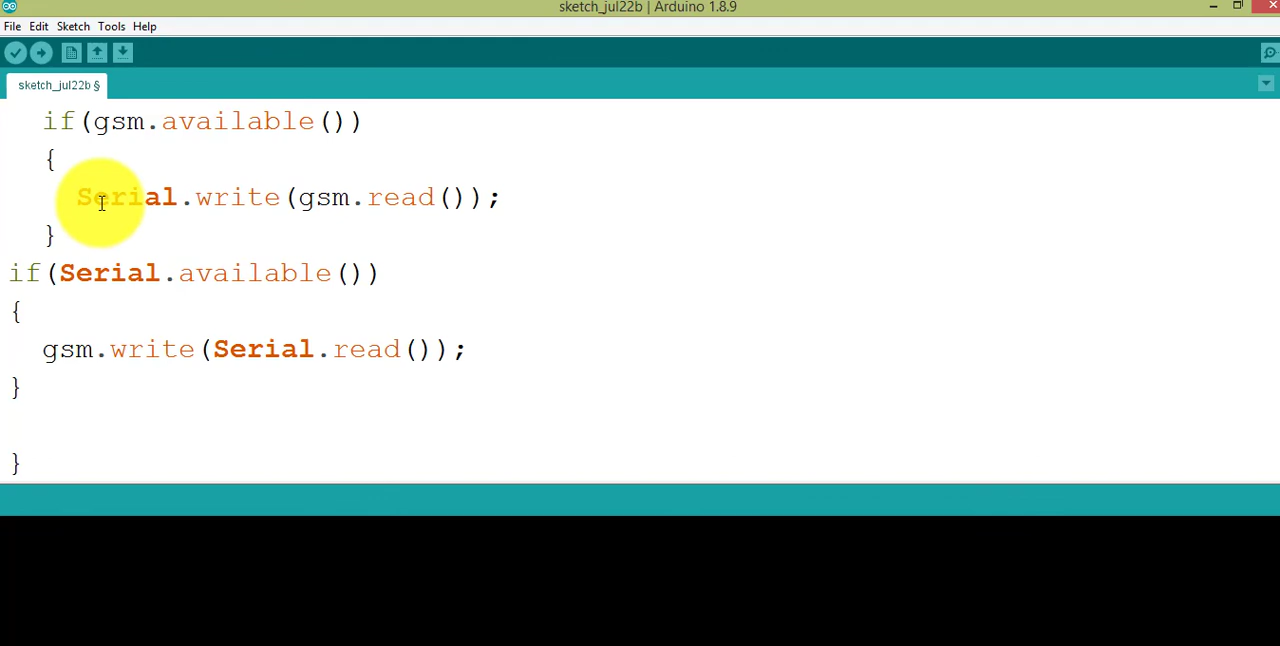 sketch_jul22b | Arduino 1.8.9
File Edit Sketch Tools Help
sketch_jul22b §
if(gsm.available())
{
Serial.write(gsm.read());
}
if(Serial.available())
{
gsm.write(Serial.read());
}
}